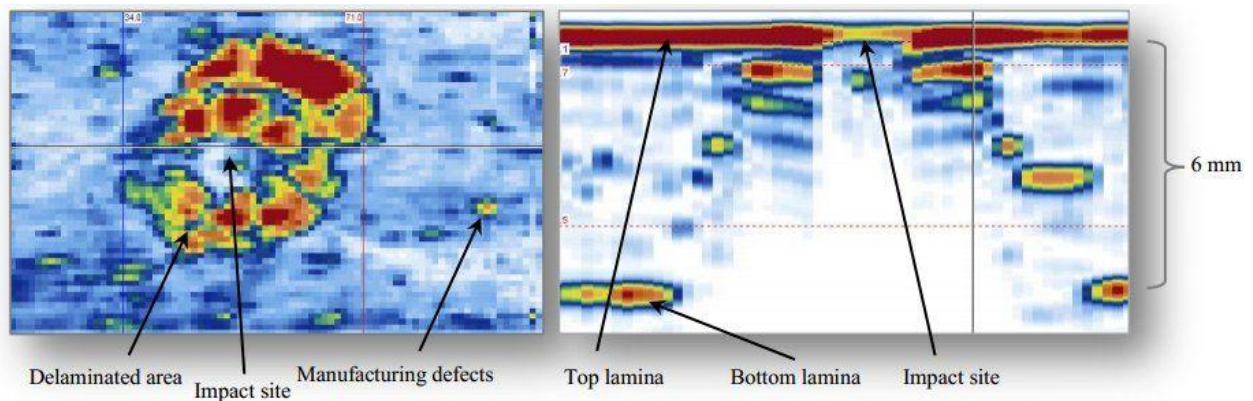 34.0
71.0
1
7
5
6 mm
Delaminated area
Impact site
Manufacturing defects
Top lamina
Bottom lamina
Impact site